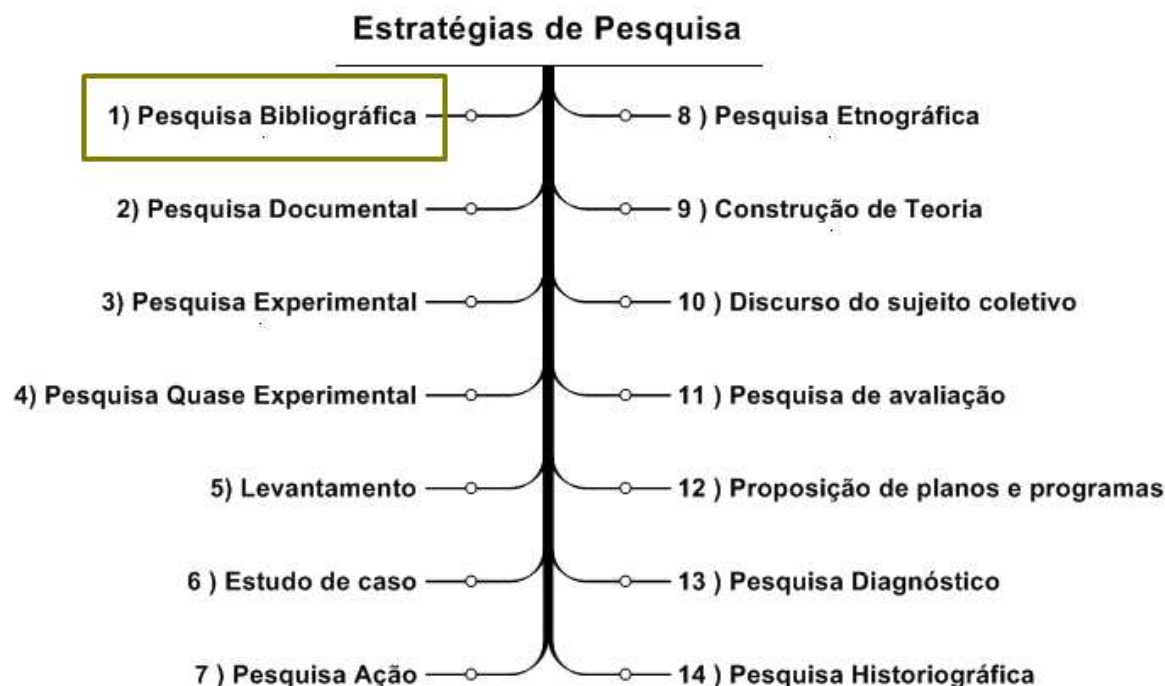 Estratégias de Pesquisa
1) Pesquisa Bibliográfica
2) Pesquisa Documental
3) Pesquisa Experimental
4) Pesquisa Quase Experimental
5) Levantamento
6 ) Estudo de caso
7 ) Pesquisa Ação
8 ) Pesquisa Etnográfica
9 ) Construção de Teoria
10 ) Discurso do sujeito coletivo
11 ) Pesquisa de avaliação
12 ) Proposição de planos e programas
13 ) Pesquisa Diagnóstico
14 ) Pesquisa Historiográfica